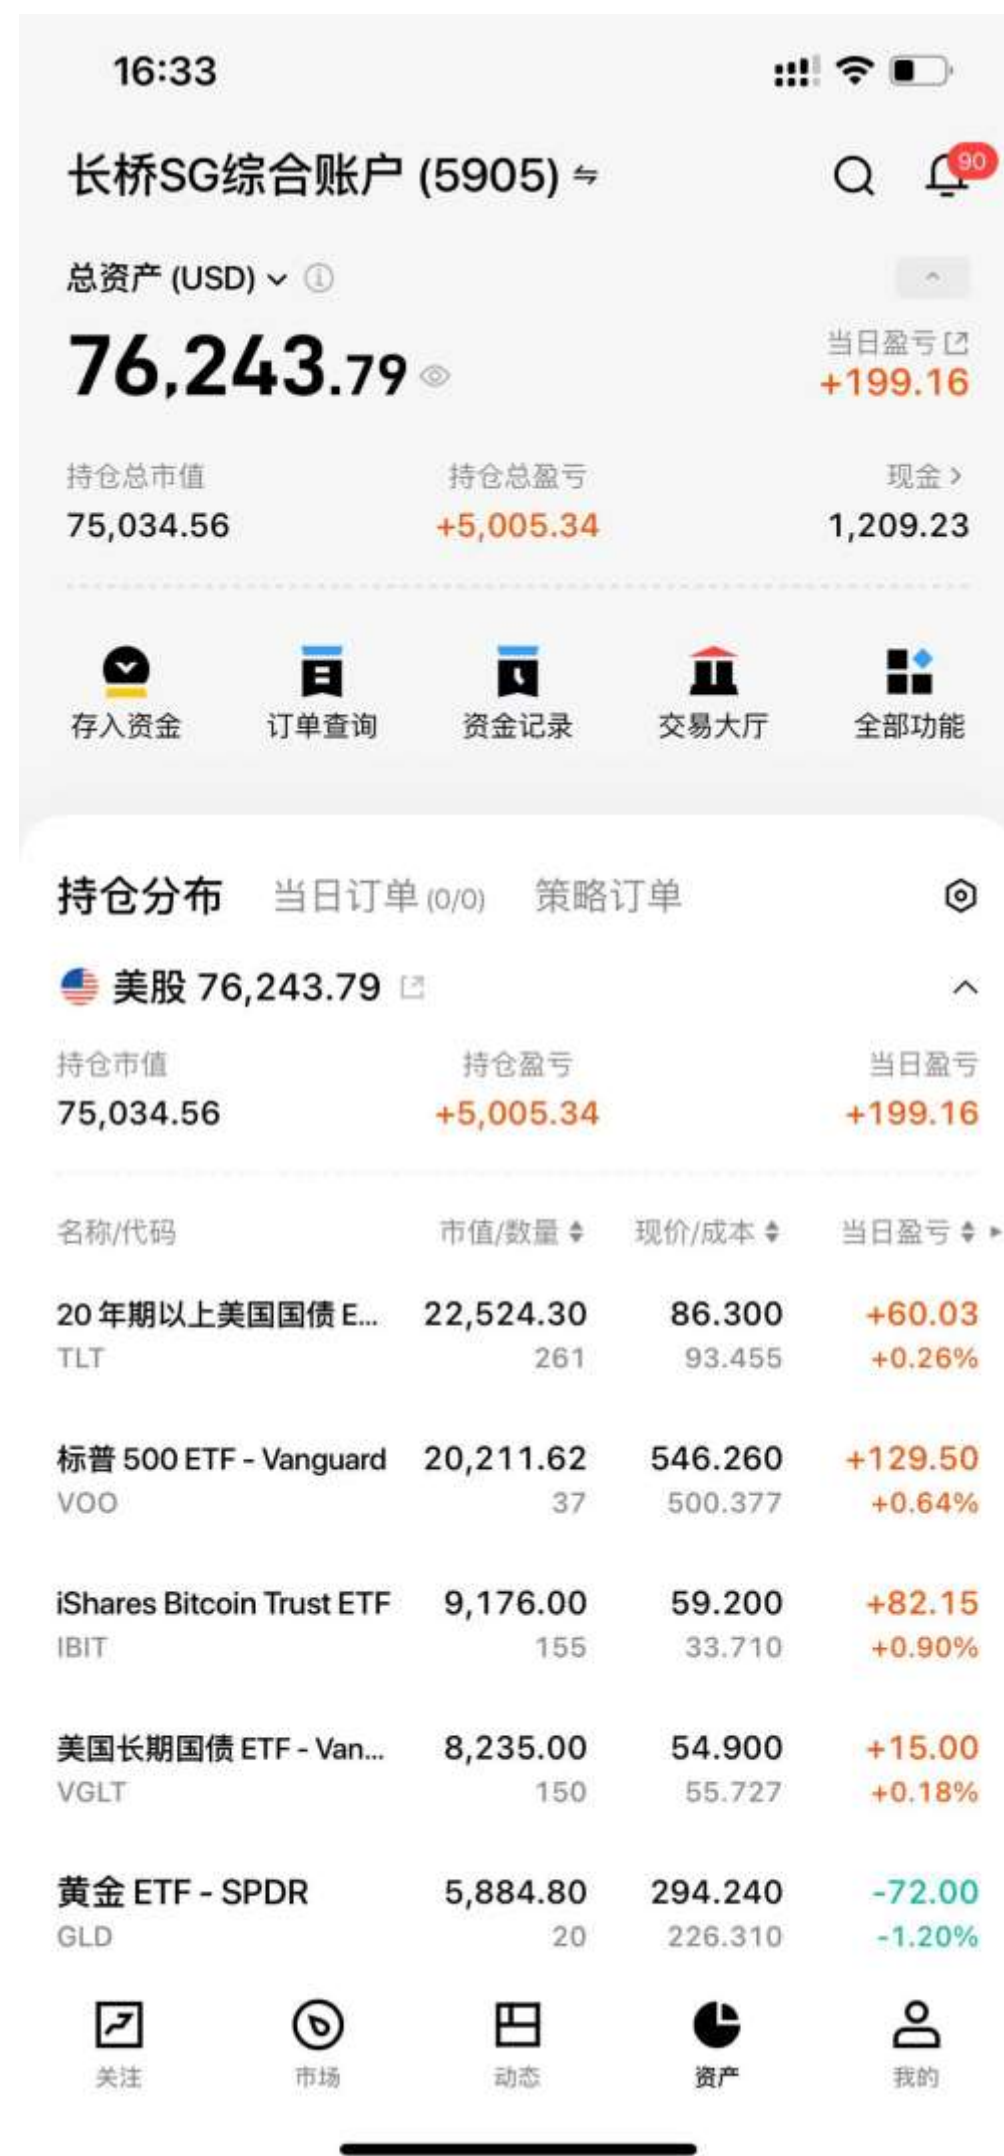 16:33
长桥SG综合账户 (5905)
90
总资产 (USD)
76,243.79
当日盈亏
+199.16
持仓总市值 持仓总盈亏 现金
75,034.56 +5,005.34 1,209.23
存入资金 订单查询 资金记录 交易大厅 全部功能
持仓分布 当日订单 (0/0) 策略订单
美股 76,243.79
持仓市值 持仓盈亏 当日盈亏
75,034.56 +5,005.34 +199.16
名称/代码 市值/数量 现价/成本 当日盈亏
20 年期以上美国国债 E... 22,524.30 86.300 +60.03
TLT 261 93.455 +0.26%
标普 500 ETF - Vanguard 20,211.62 546.260 +129.50
VOO 37 500.377 +0.64%
iShares Bitcoin Trust ETF 9,176.00 59.200 +82.15
IBIT 155 33.710 +0.90%
美国长期国债 ETF - Van... 8,235.00 54.900 +15.00
VGLT 150 55.727 +0.18%
黄金 ETF - SPDR 5,884.80 294.240 -72.00
GLD 20 226.310 -1.20%
关注 市场 动态 资产 我的